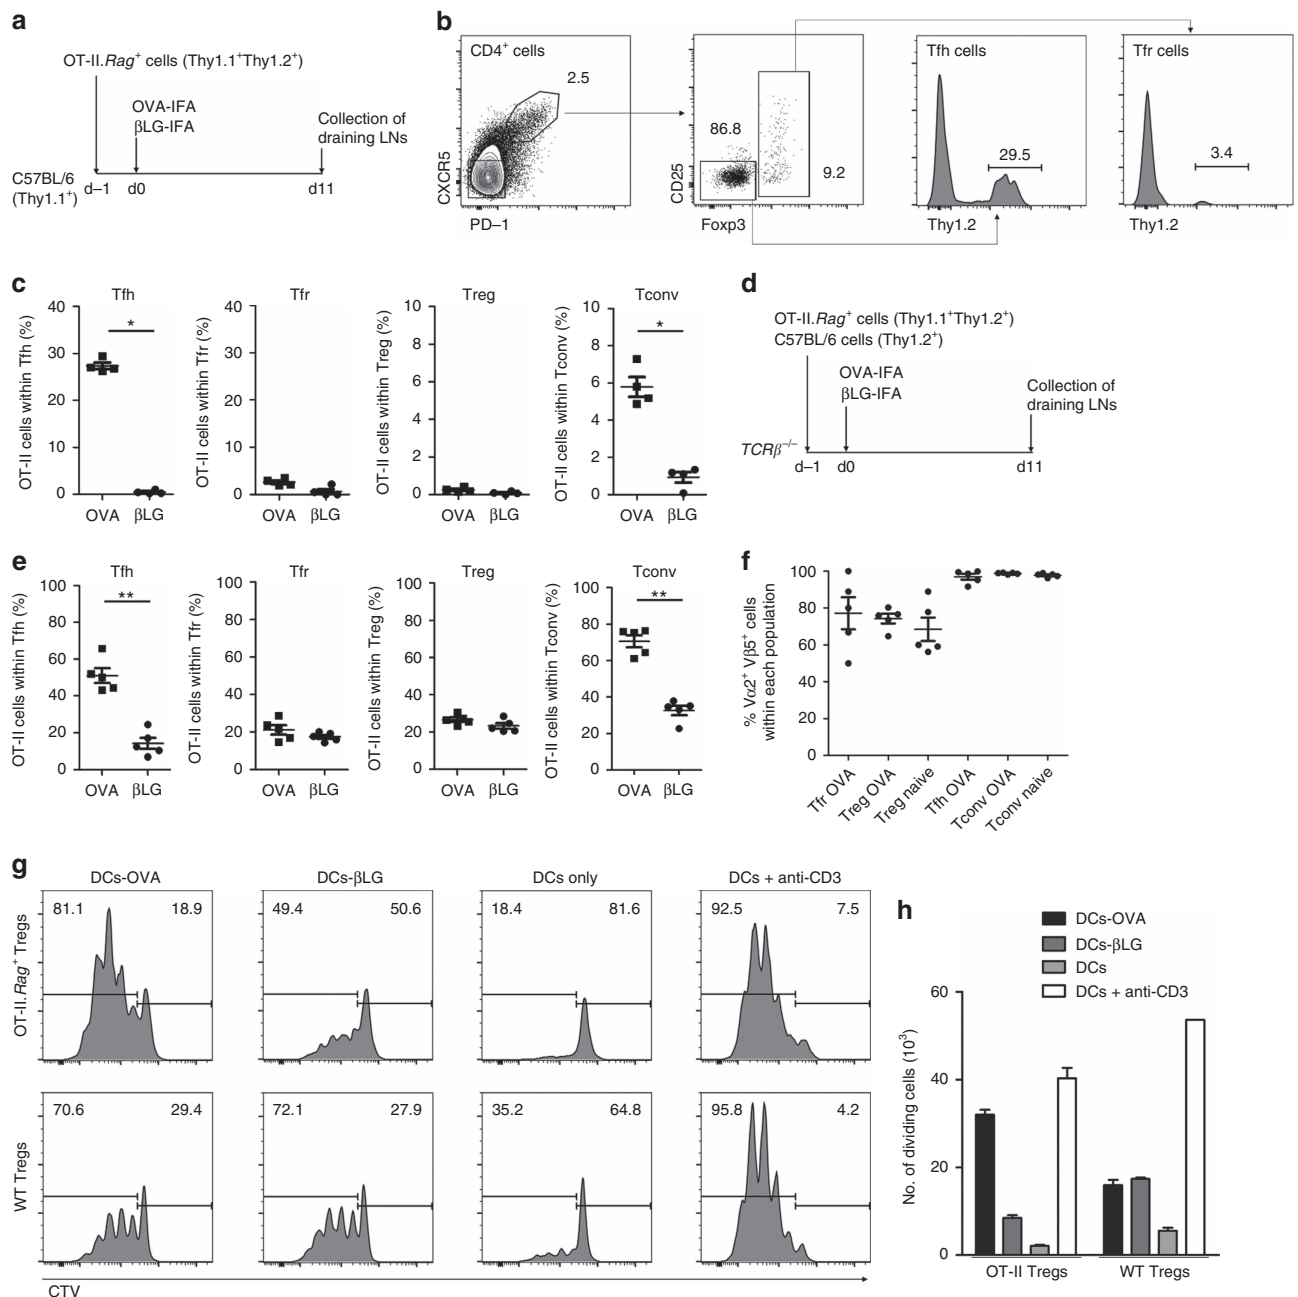 a
OT-II.Rag⁺ cells (Thy1.1⁺Thy1.2⁺)
OVA-IFA
βLG-IFA
Collection of
draining LNs
C57BL/6
(Thy1.1⁺)
d–1
d0
d11
b
CD4⁺ cells
2.5
CXCR5
PD–1
86.8
9.2
CD25
Foxp3
Tfh cells
29.5
Thy1.2
Tfr cells
3.4
Thy1.2
c
Tfh
OT-II cells within Tfh (%)
40
30
20
10
0
*
OVA
βLG
Tfr
OT-II cells within Tfr (%)
40
30
20
10
0
OVA
βLG
Treg
OT-II cells within Treg (%)
10
8
6
4
2
0
OVA
βLG
Tconv
OT-II cells within Tconv (%)
10
8
6
4
2
0
*
OVA
βLG
d
OT-II.Rag⁺ cells (Thy1.1⁺Thy1.2⁺)
C57BL/6 cells (Thy1.2⁺)
OVA-IFA
βLG-IFA
Collection of
draining LNs
TCRβ⁻/⁻
d–1
d0
d11
e
Tfh
OT-II cells within Tfh (%)
100
80
60
40
20
0
**
OVA
βLG
Tfr
OT-II cells within Tfr (%)
100
80
60
40
20
0
OVA
βLG
Treg
OT-II cells within Treg (%)
100
80
60
40
20
0
OVA
βLG
Tconv
OT-II cells within Tconv (%)
100
80
60
40
20
0
**
OVA
βLG
f
% Vα2⁺ Vβ5⁺ cells
within each population
100
80
60
40
20
0
Tfr OVA
Treg OVA
Treg naive
Tfh OVA
Tconv OVA
Tconv naive
g
DCs-OVA
DCs-βLG
DCs only
DCs + anti-CD3
OT-II.Rag⁺ Tregs
81.1
18.9
49.4
50.6
18.4
81.6
92.5
7.5
WT Tregs
70.6
29.4
72.1
27.9
35.2
64.8
95.8
4.2
CTV
h
DCs-OVA
DCs-βLG
DCs
DCs + anti-CD3
No. of dividing cells (10³)
60
40
20
0
OT-II Tregs
WT Tregs